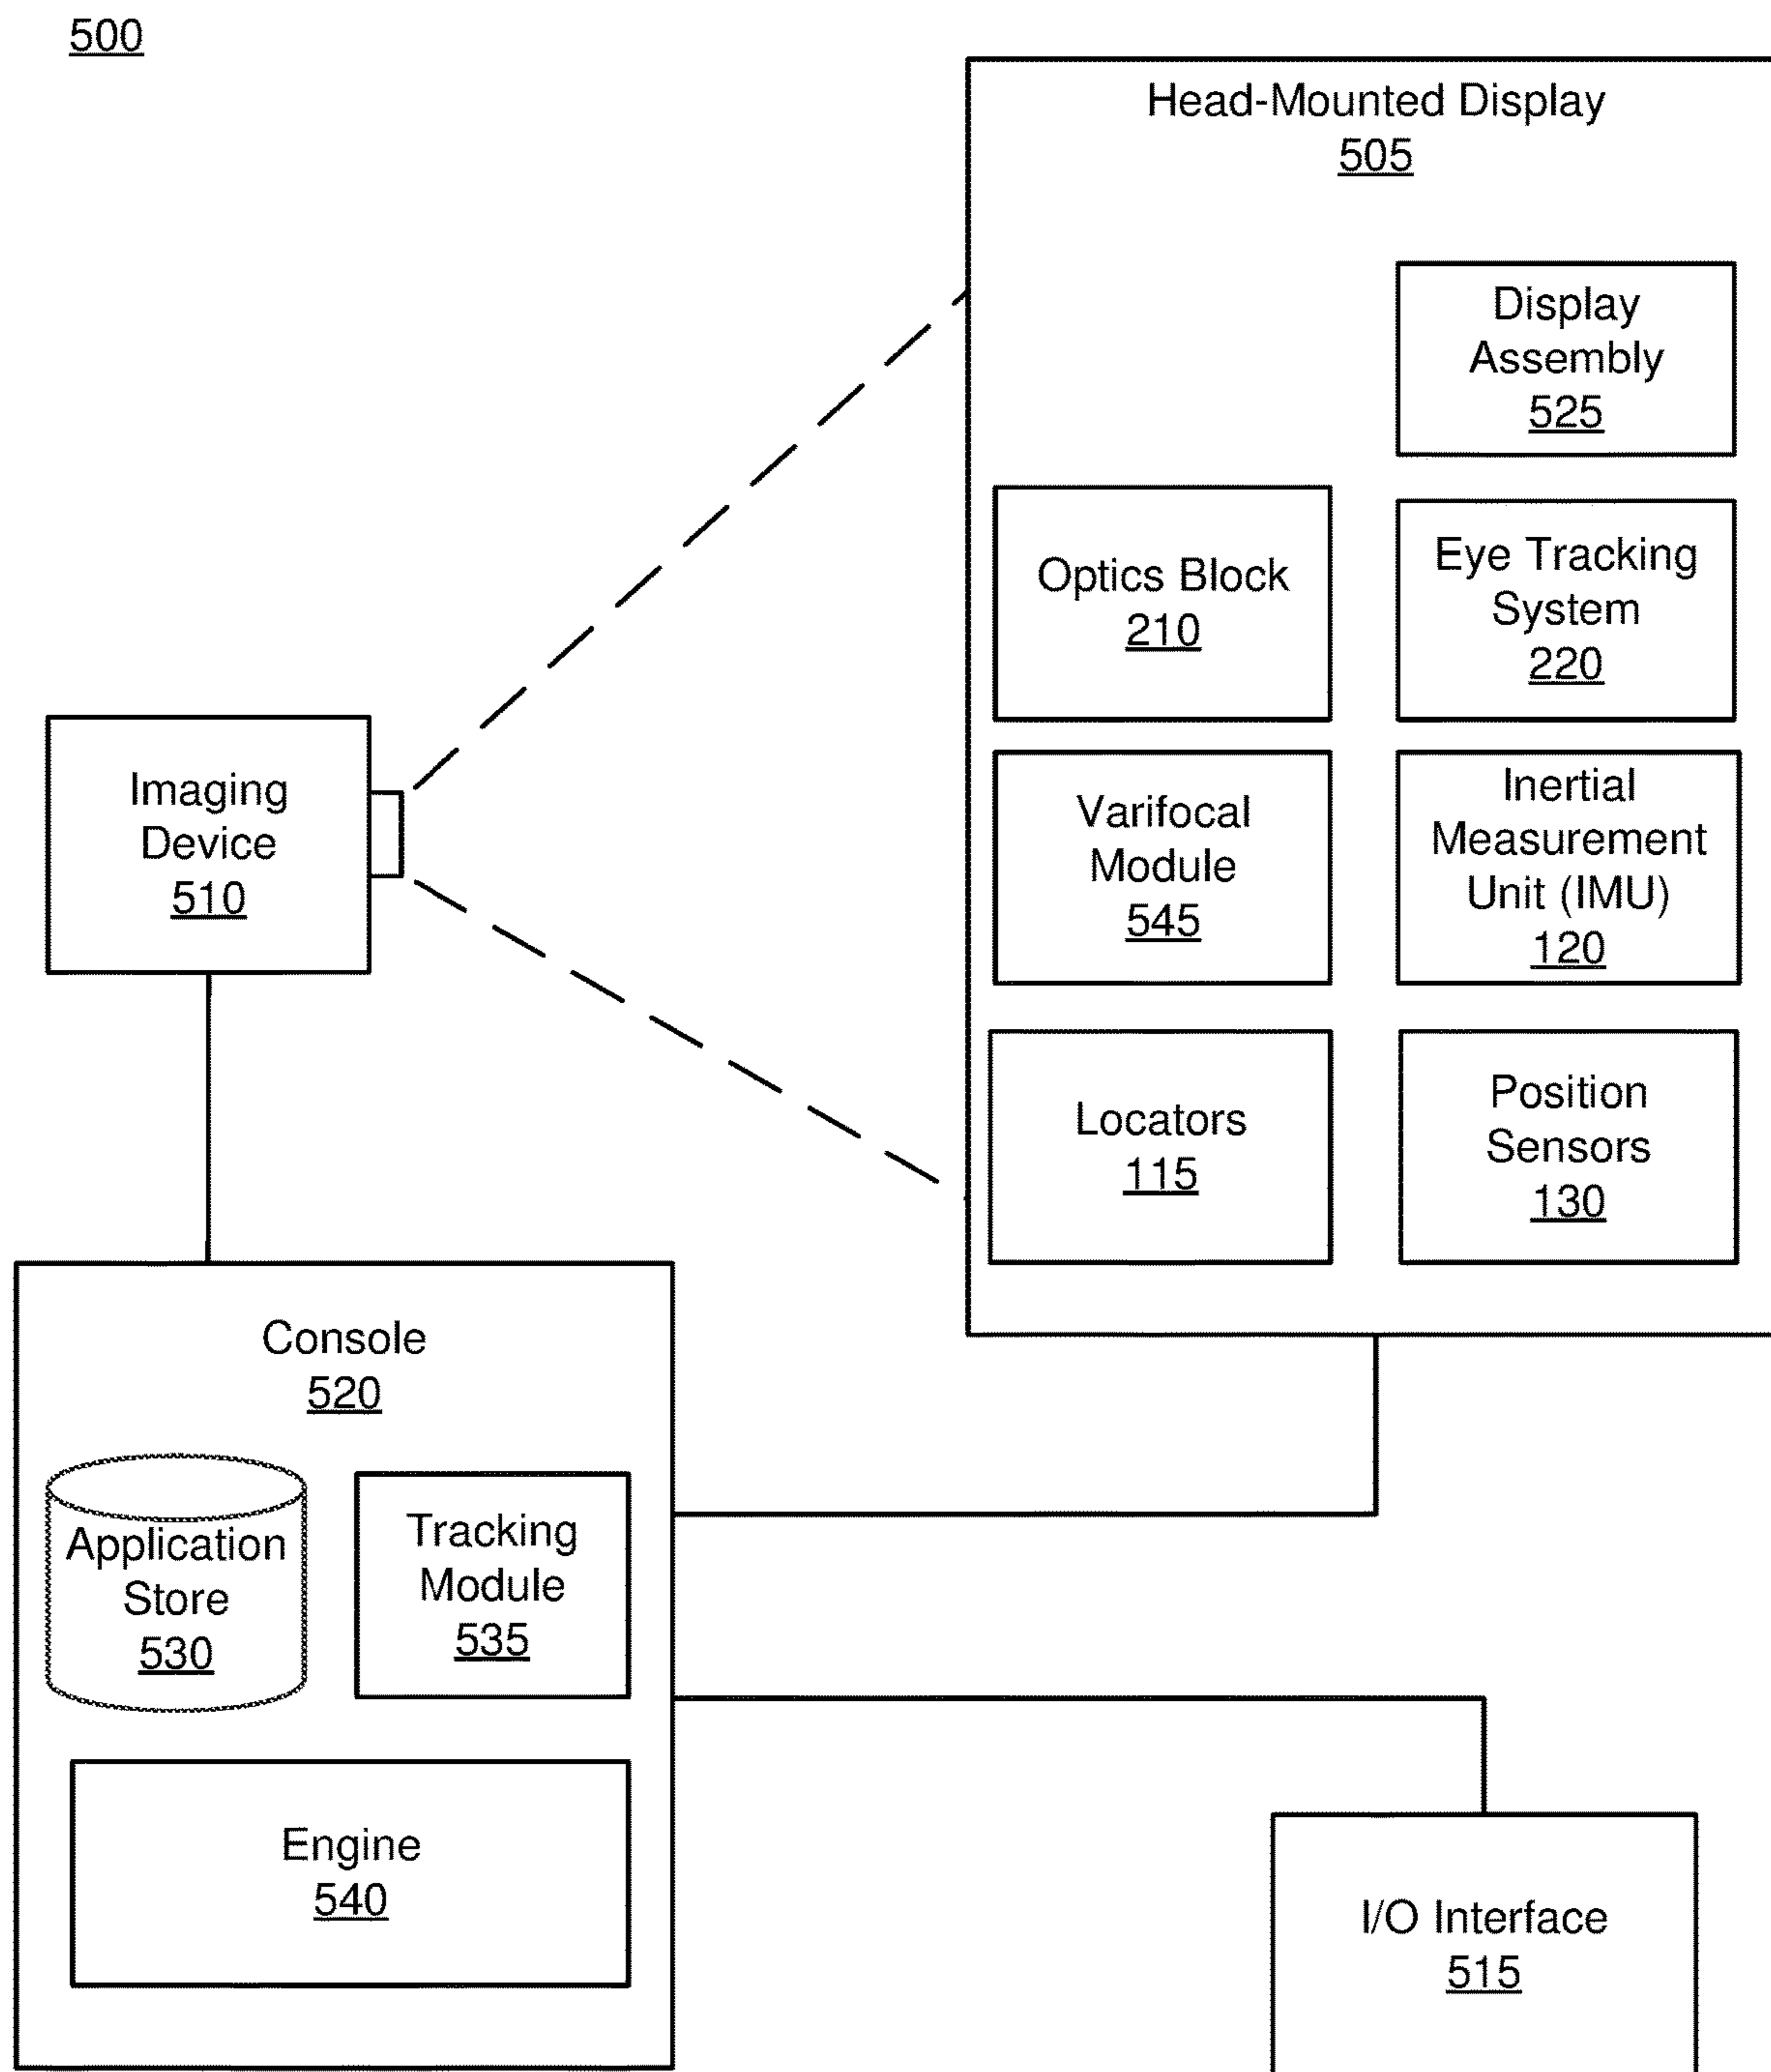 500
Head-Mounted Display
505
Display
Assembly
525
Optics Block
210
Eye Tracking
System
220
Imaging
Device
510
Varifocal
Module
545
Inertial
Measurement
Unit (IMU)
120
Locators
115
Position
Sensors
130
Console
520
Application
Store
530
Tracking
Module
535
Engine
540
I/O Interface
515